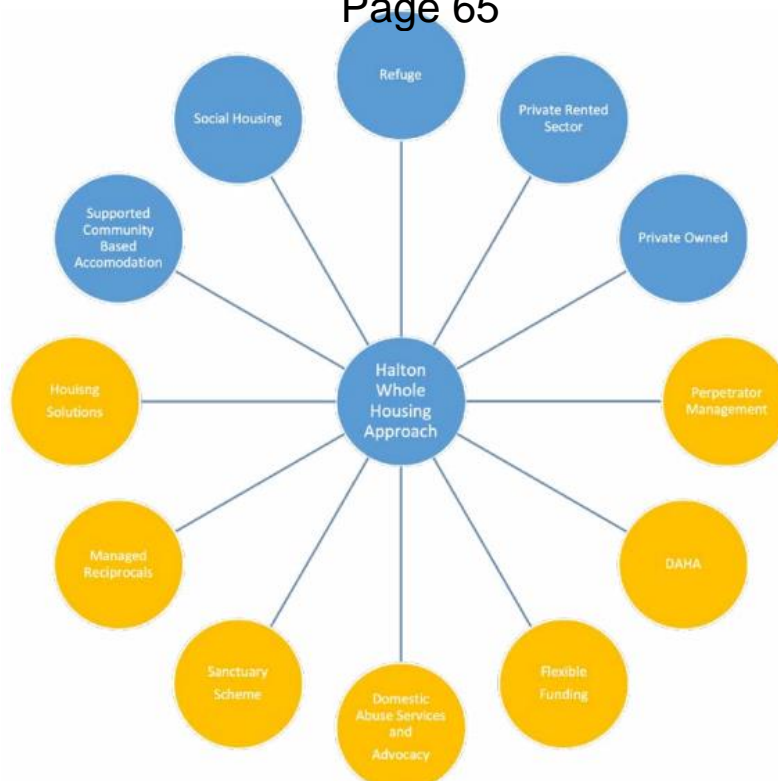 Page 65
Refuge
Private Rented
Sector
Private Owned
Perpetrator
Management
DAHA
Flexible
Funding
Domestic
Abuse Services
and
Advocacy
Sanctuary
Scheme
Managed
Reciprocals
Houisng
Solutions
Supported
Community
Based
Accomodation
Social Housing
Halton
Whole
Housing
Approach